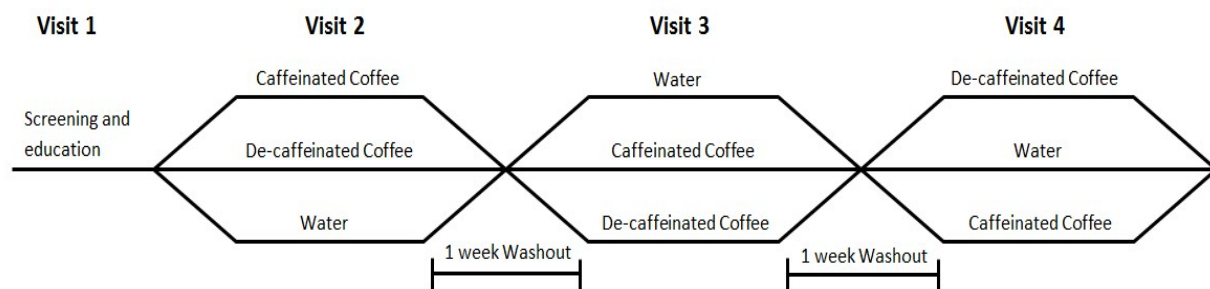 Visit 1
Visit 2
Visit 3
Visit 4
Caffeinated Coffee
Water
De-caffeinated Coffee
Screening and
education
De-caffeinated Coffee
Caffeinated Coffee
Water
Water
De-caffeinated Coffee
Caffeinated Coffee
1 week Washout
1 week Washout